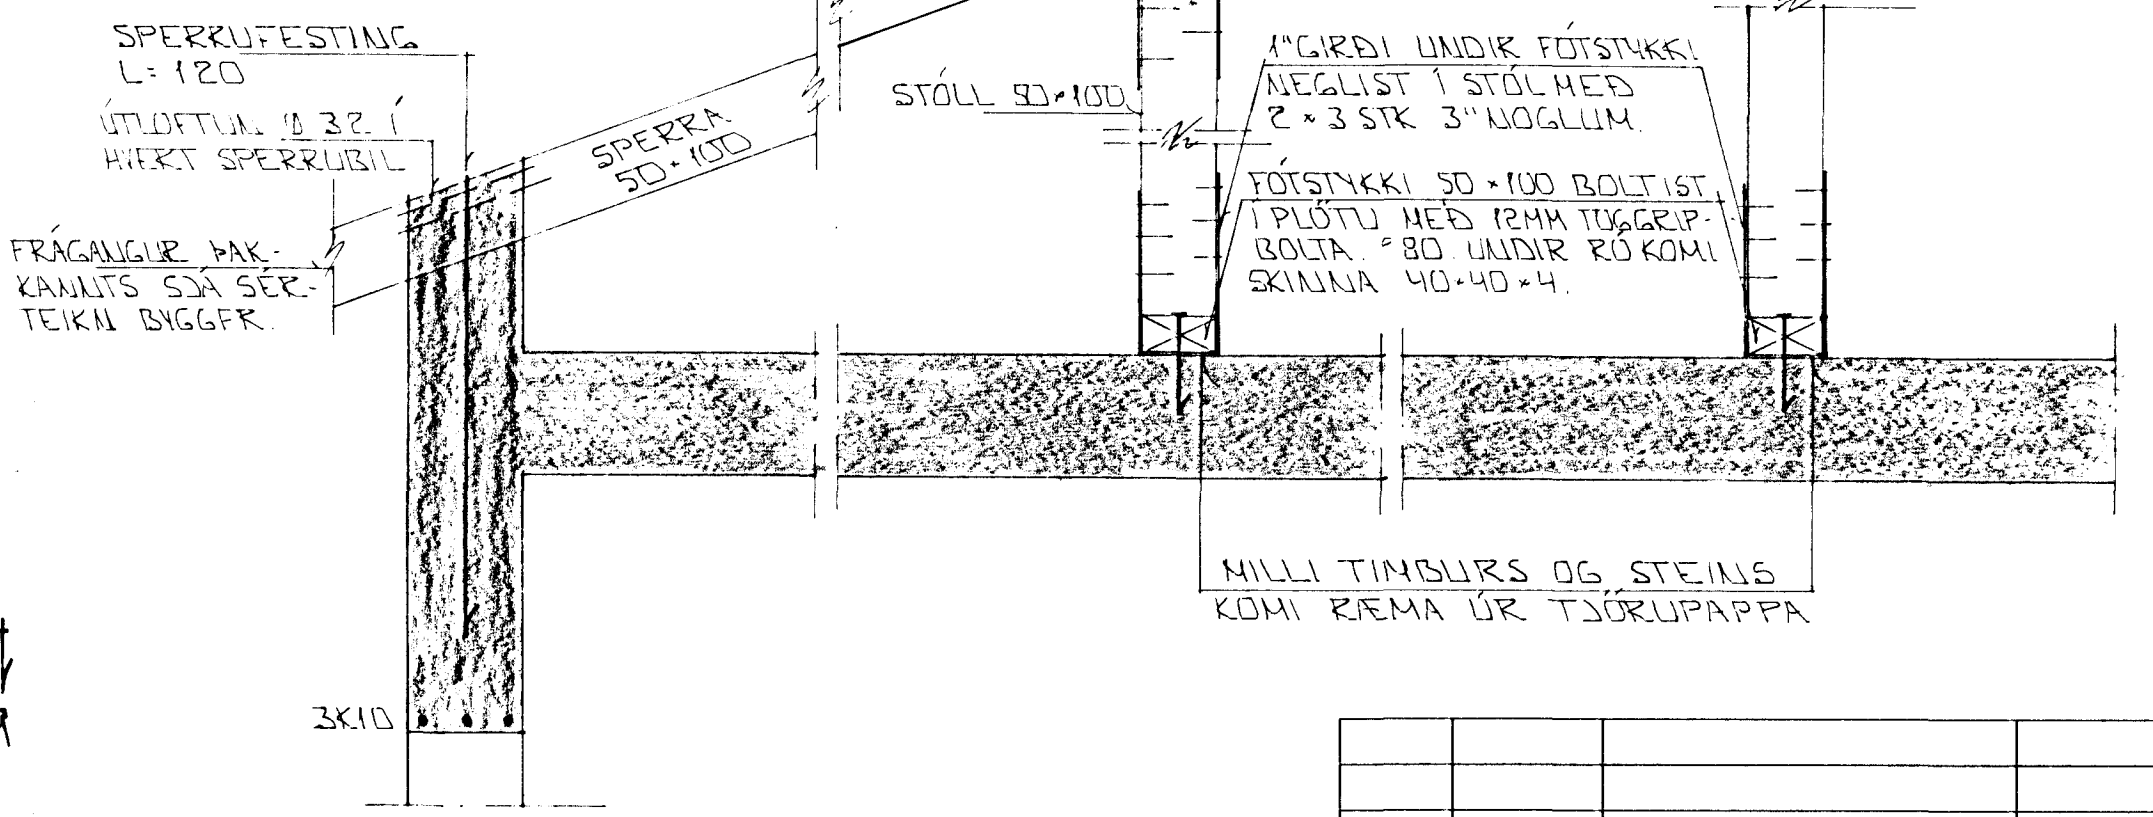 SPERRUFESTING
L= 120
ÚTLOFTUN Ø 32 Í
HVERT SPERRUBIL
FRÁGANGUR ÞAK-
KANNTS SJÁ SÉR-
TEIKN BYGGFR.
SPERRA
50×100
STÓLL 50×100
1" GIRÐI UNDIR FÓTSTYKKI
NEGLIST Í STÓL MEÐ
2×3 STK 3" NÖGLUM.
FÓTSTYKKI 50×100 BOLTIST
Í PLÖTU MEÐ 12MM TUGGRIP-
BOLTA. 80. UNDIR RÓ KOMI
SKINNA 40×40×4.
MILLI TIMBURS OG STEINS
KOMI RÆMA ÚR TJÖRUPAPPA
3K10